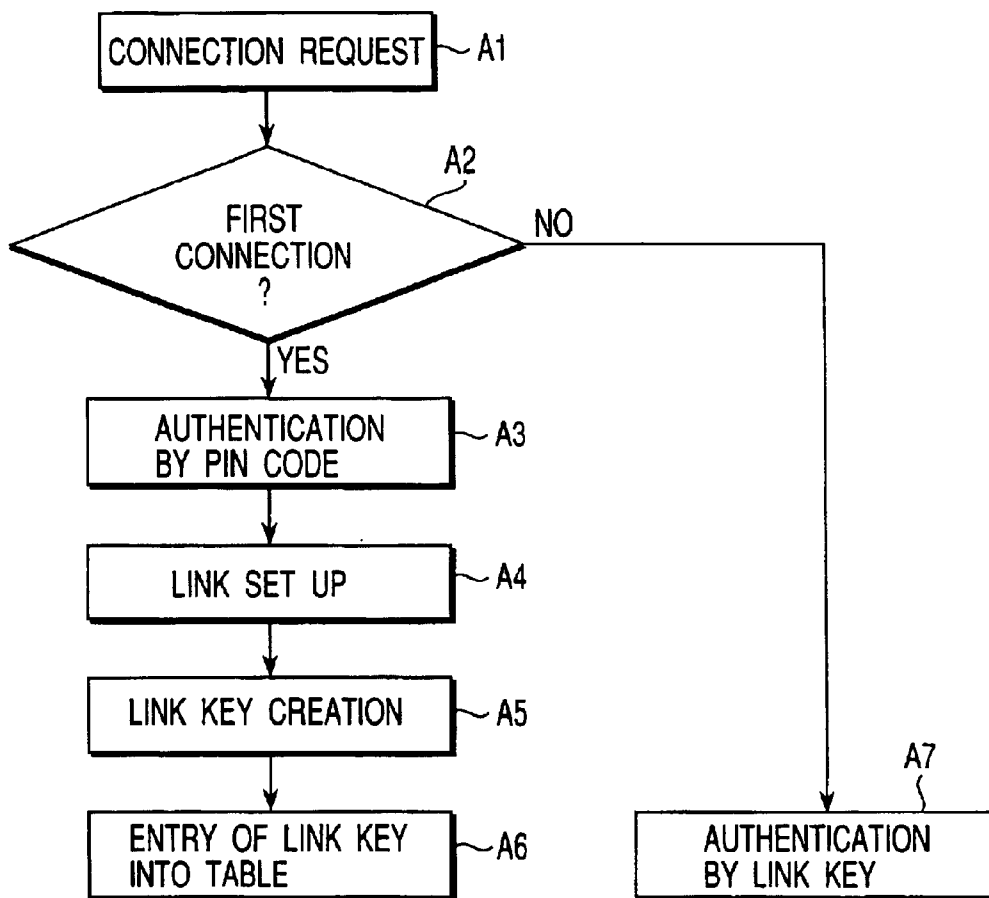 CONNECTION REQUEST
A1
A2
FIRST
CONNECTION
?
NO
YES
AUTHENTICATION
BY PIN CODE
A3
LINK SET UP
A4
LINK KEY CREATION
A5
ENTRY OF LINK KEY
INTO TABLE
A6
A7
AUTHENTICATION
BY LINK KEY